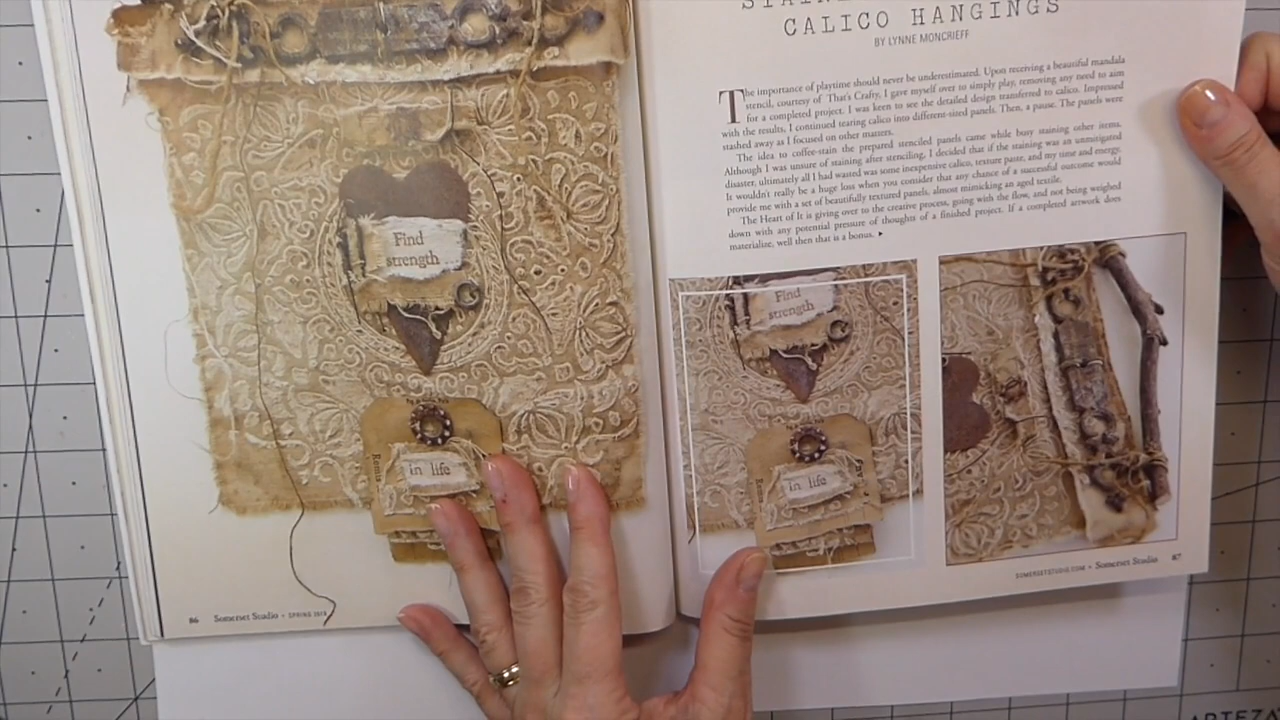 Find
strength
in life
86 Somerset Studio • SPRING 2019
CALICO HANGINGS
BY LYNNE MONCRIEFF
The importance of playtime should never be underestimated. Upon receiving a beautiful mandala
stencil, courtesy of That's Crafty, I gave myself over to simply play, removing any need to aim
for a completed project. I was keen to see the detailed design transferred to calico. Impressed
with the results, I continued tearing calico into different-sized panels. Then, a pause. The panels were
stashed away as I focused on other matters.
The idea to coffee-stain the prepared stenciled panels came while busy staining other items.
Although I was unsure of staining after stenciling, I decided that if the staining was an unmitigated
disaster, ultimately all I had wasted was some inexpensive calico, texture paste, and my time and energy.
It wouldn't really be a huge loss when you consider that any chance of a successful outcome would
provide me with a set of beautifully textured panels, almost mimicking an aged textile.
The Heart of It is giving over to the creative process, going with the flow, and not being weighed
down with any potential pressure of thoughts of a finished project. If a completed artwork does
materialize, well then that is a bonus. ▸
Find
strength
in life
SOMERSETSTUDIO.COM • Somerset Studio 87
ARTEZA